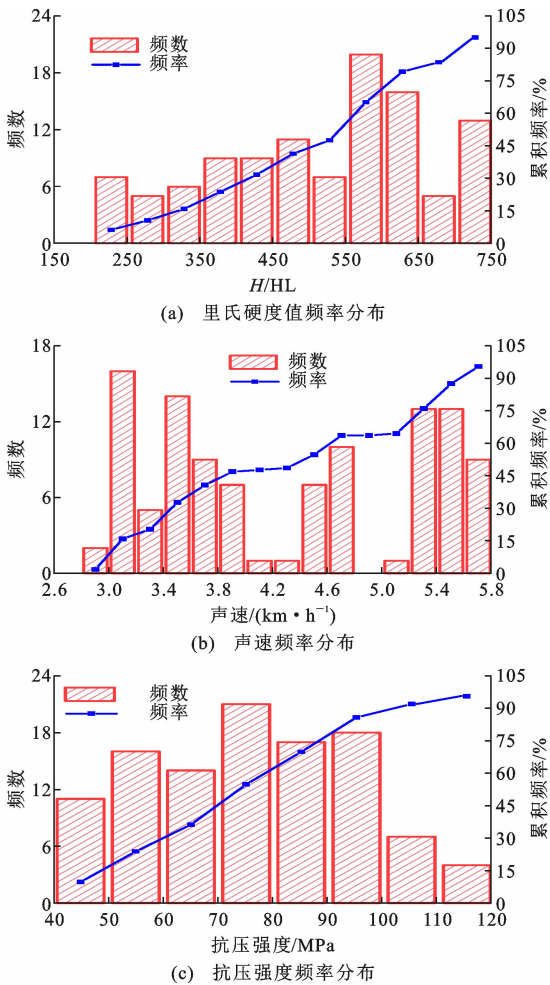 24
18
12
6
0
频数
频数
频率
105
90
75
60
45
30
15
0
累积频率/%
150 250 350 450 550 650 750
H/HL
(a) 里氏硬度值频率分布
18
12
6
0
频数
频数
频率
105
90
75
60
45
30
15
0
累积频率/%
2.6 3.0 3.4 3.8 4.2 4.6 5.0 5.4 5.8
声速/(km·h⁻¹)
(b) 声速频率分布
24
18
12
6
0
频数
频数
频率
105
90
75
60
45
30
15
0
累积频率/%
40 50 60 70 80 90 100 110 120
抗压强度/MPa
(c) 抗压强度频率分布